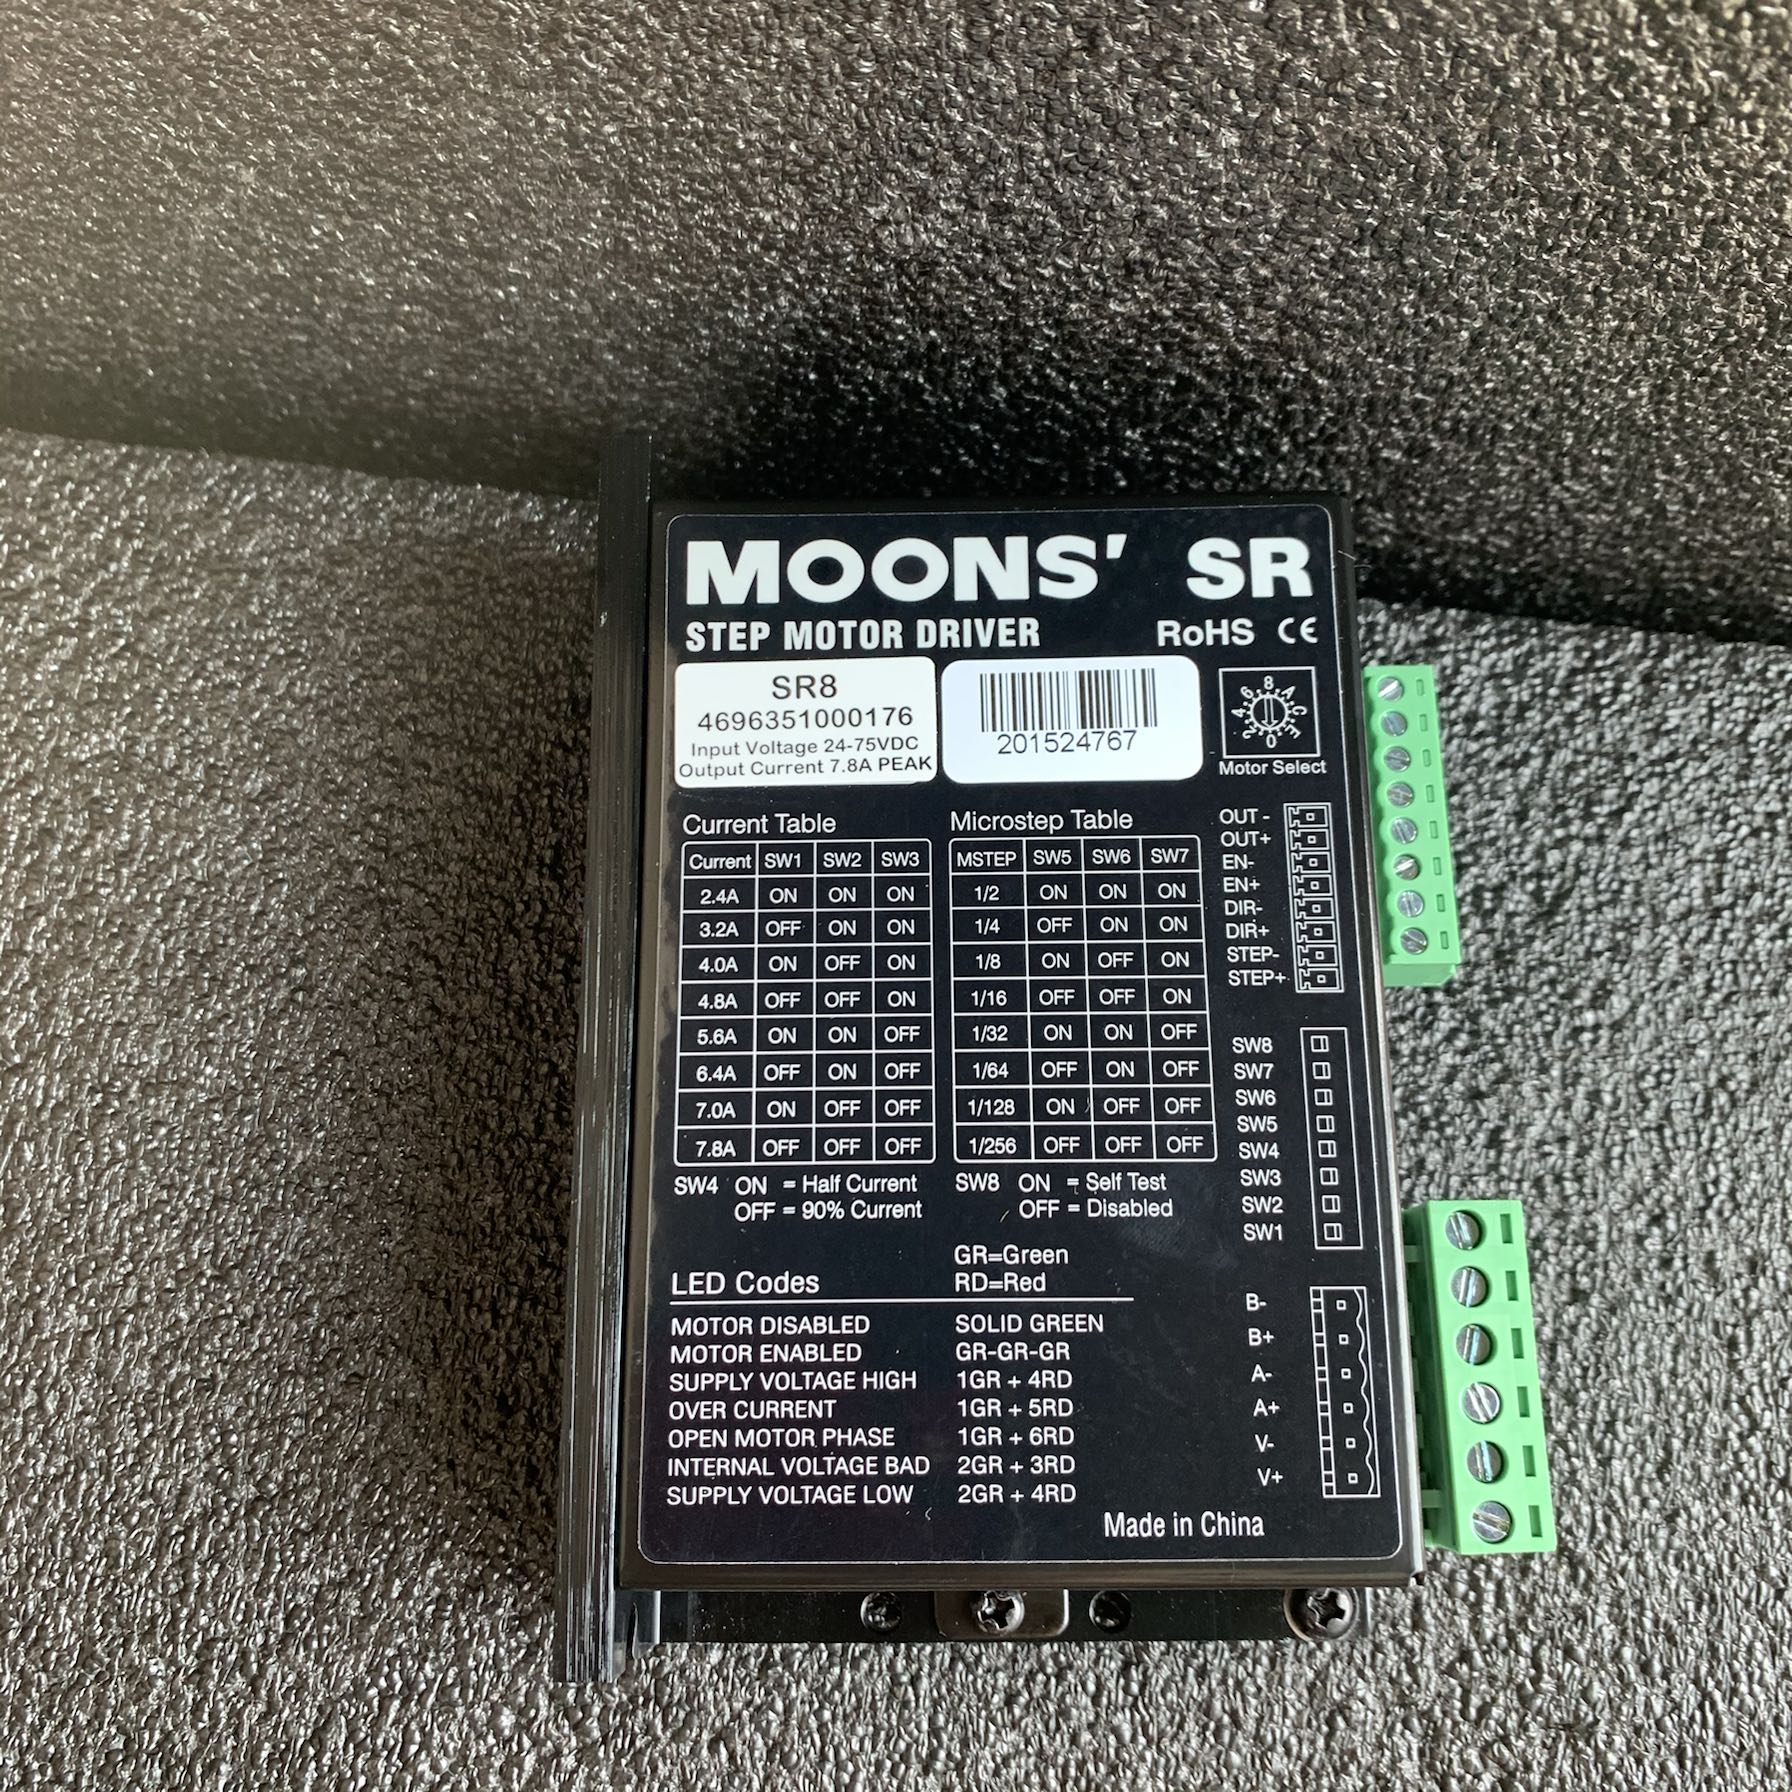 MOONS' SR
STEP MOTOR DRIVER RoHS CE
SR8
4696351000176
Input Voltage 24-75VDC
Output Current 7.8A PEAK
201524767
0 2 4 6 8 A C E
Motor Select
Current Table
Current SW1 SW2 SW3
2.4A ON ON ON
3.2A OFF ON ON
4.0A ON OFF ON
4.8A OFF OFF ON
5.6A ON ON OFF
6.4A OFF ON OFF
7.0A ON OFF OFF
7.8A OFF OFF OFF
SW4 ON = Half Current
OFF = 90% Current
Microstep Table
MSTEP SW5 SW6 SW7
1/2 ON ON ON
1/4 OFF ON ON
1/8 ON OFF ON
1/16 OFF OFF ON
1/32 ON ON OFF
1/64 OFF ON OFF
1/128 ON OFF OFF
1/256 OFF OFF OFF
SW8 ON = Self Test
OFF = Disabled
OUT -
OUT+
EN-
EN+
DIR-
DIR+
STEP-
STEP+
SW8
SW7
SW6
SW5
SW4
SW3
SW2
SW1
GR=Green
RD=Red
LED Codes
MOTOR DISABLED SOLID GREEN
MOTOR ENABLED GR-GR-GR
SUPPLY VOLTAGE HIGH 1GR + 4RD
OVER CURRENT 1GR + 5RD
OPEN MOTOR PHASE 1GR + 6RD
INTERNAL VOLTAGE BAD 2GR + 3RD
SUPPLY VOLTAGE LOW 2GR + 4RD
B-
B+
A-
A+
V-
V+
Made in China